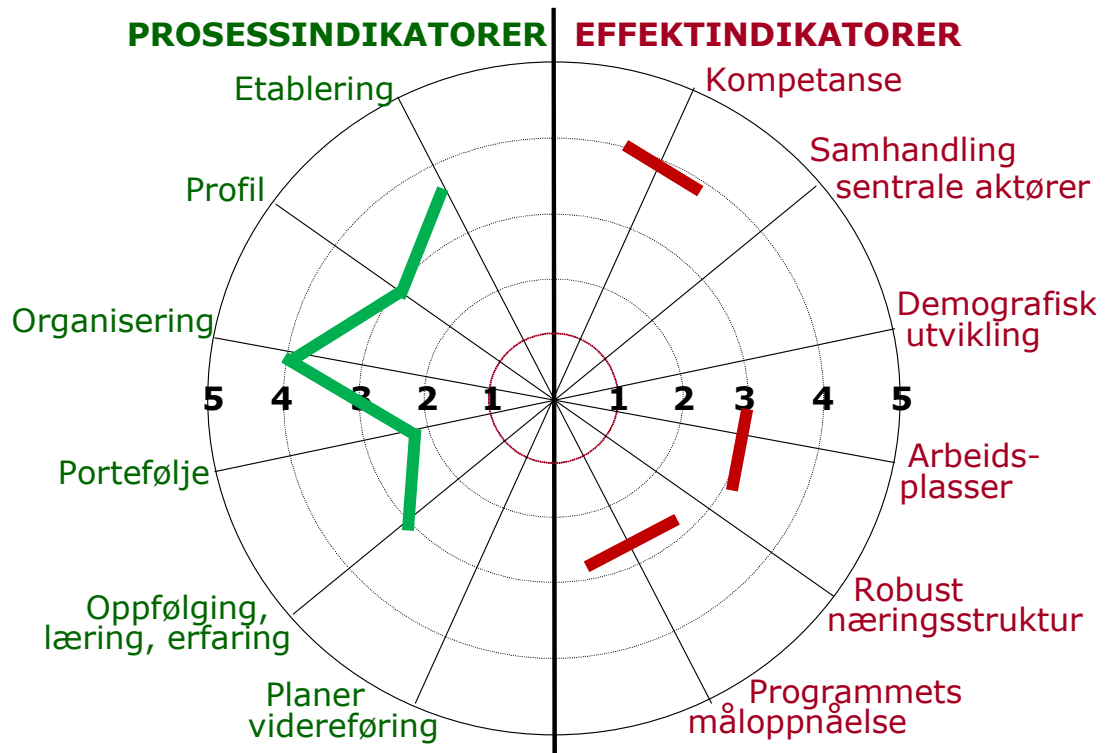 PROSESSINDIKATORER
EFFEKTINDIKATORER
Etablering
Kompetanse
Profil
Samhandling
sentrale aktører
Organisering
Demografisk
utvikling
5 4 3 2 1 1 2 3 4 5
Portefølje
Arbeids-
plasser
Oppfølging,
læring, erfaring
Robust
næringsstruktur
Planer
videreføring
Programmets
måloppnåelse